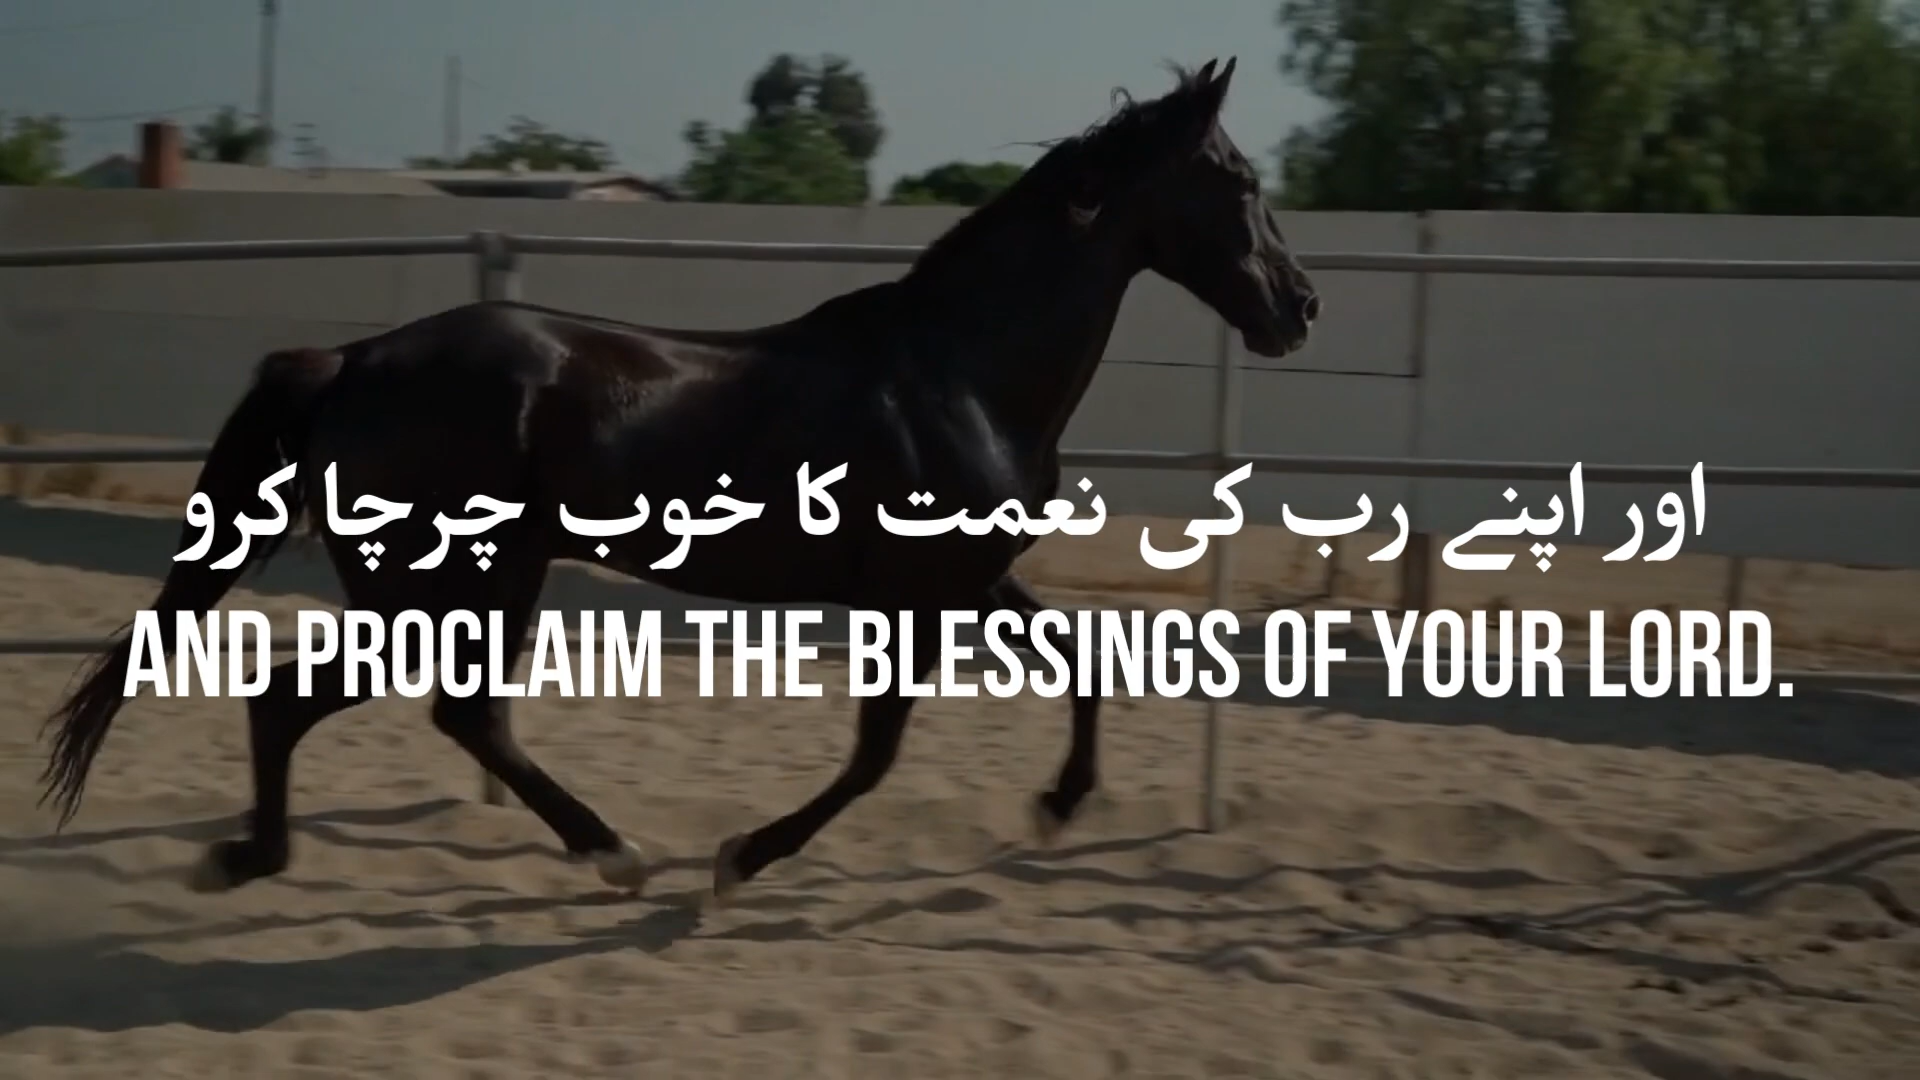 اور اپنے رب کی نعمت کا خوب چرچا کرو
AND PROCLAIM THE BLESSINGS OF YOUR LORD.